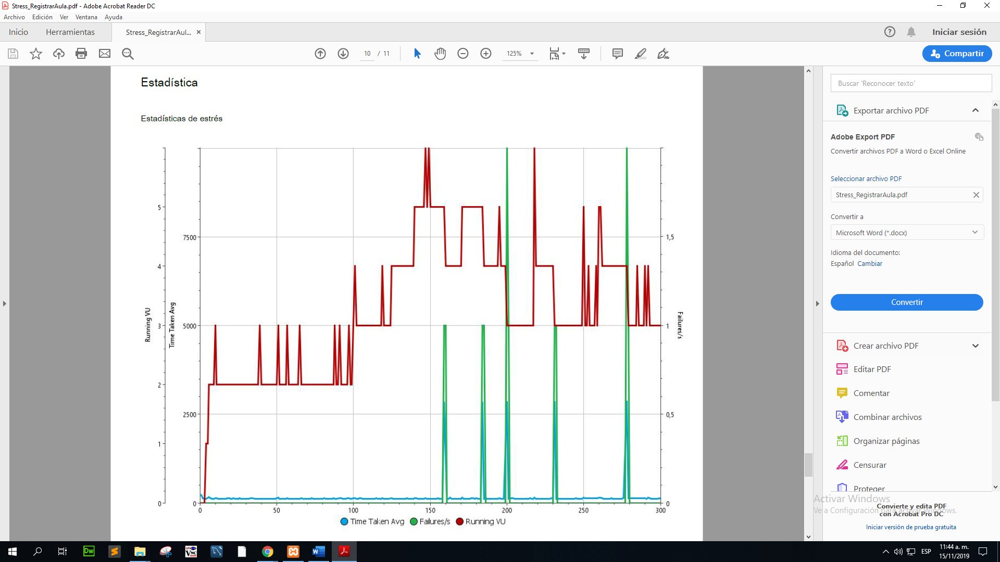 Stress_RegistrarAula.pdf - Adobe Acrobat Reader DC
Archivo Edición Ver Ventana Ayuda
Inicio Herramientas Stress_RegistrarAul... × Iniciar sesión
10 / 11 125% Compartir
Estadística
Estadísticas de estrés
Running VU
5
4
3
2
1
0
Time Taken Avg
7500
5000
2500
0
0 50 100 150 200 250 300
1,5
1
0,5
0
Failures/s
Time Taken Avg Failures/s Running VU
Buscar 'Reconocer texto'
Exportar archivo PDF
Adobe Export PDF
Convertir archivos PDF a Word o Excel Online
Seleccionar archivo PDF
Stress_RegistrarAula.pdf
Convertir a
Microsoft Word (*.docx)
Idioma del documento:
Español Cambiar
Convertir
Crear archivo PDF
Editar PDF
Comentar
Combinar archivos
Organizar páginas
Censurar
Proteger
Activar Windows
Ve a Configuración para activar Windows.
Convierte y edita PDF
con Acrobat Pro DC
Iniciar versión de prueba gratuita
Dw
VNC
ESP
11:44 a. m.
15/11/2019